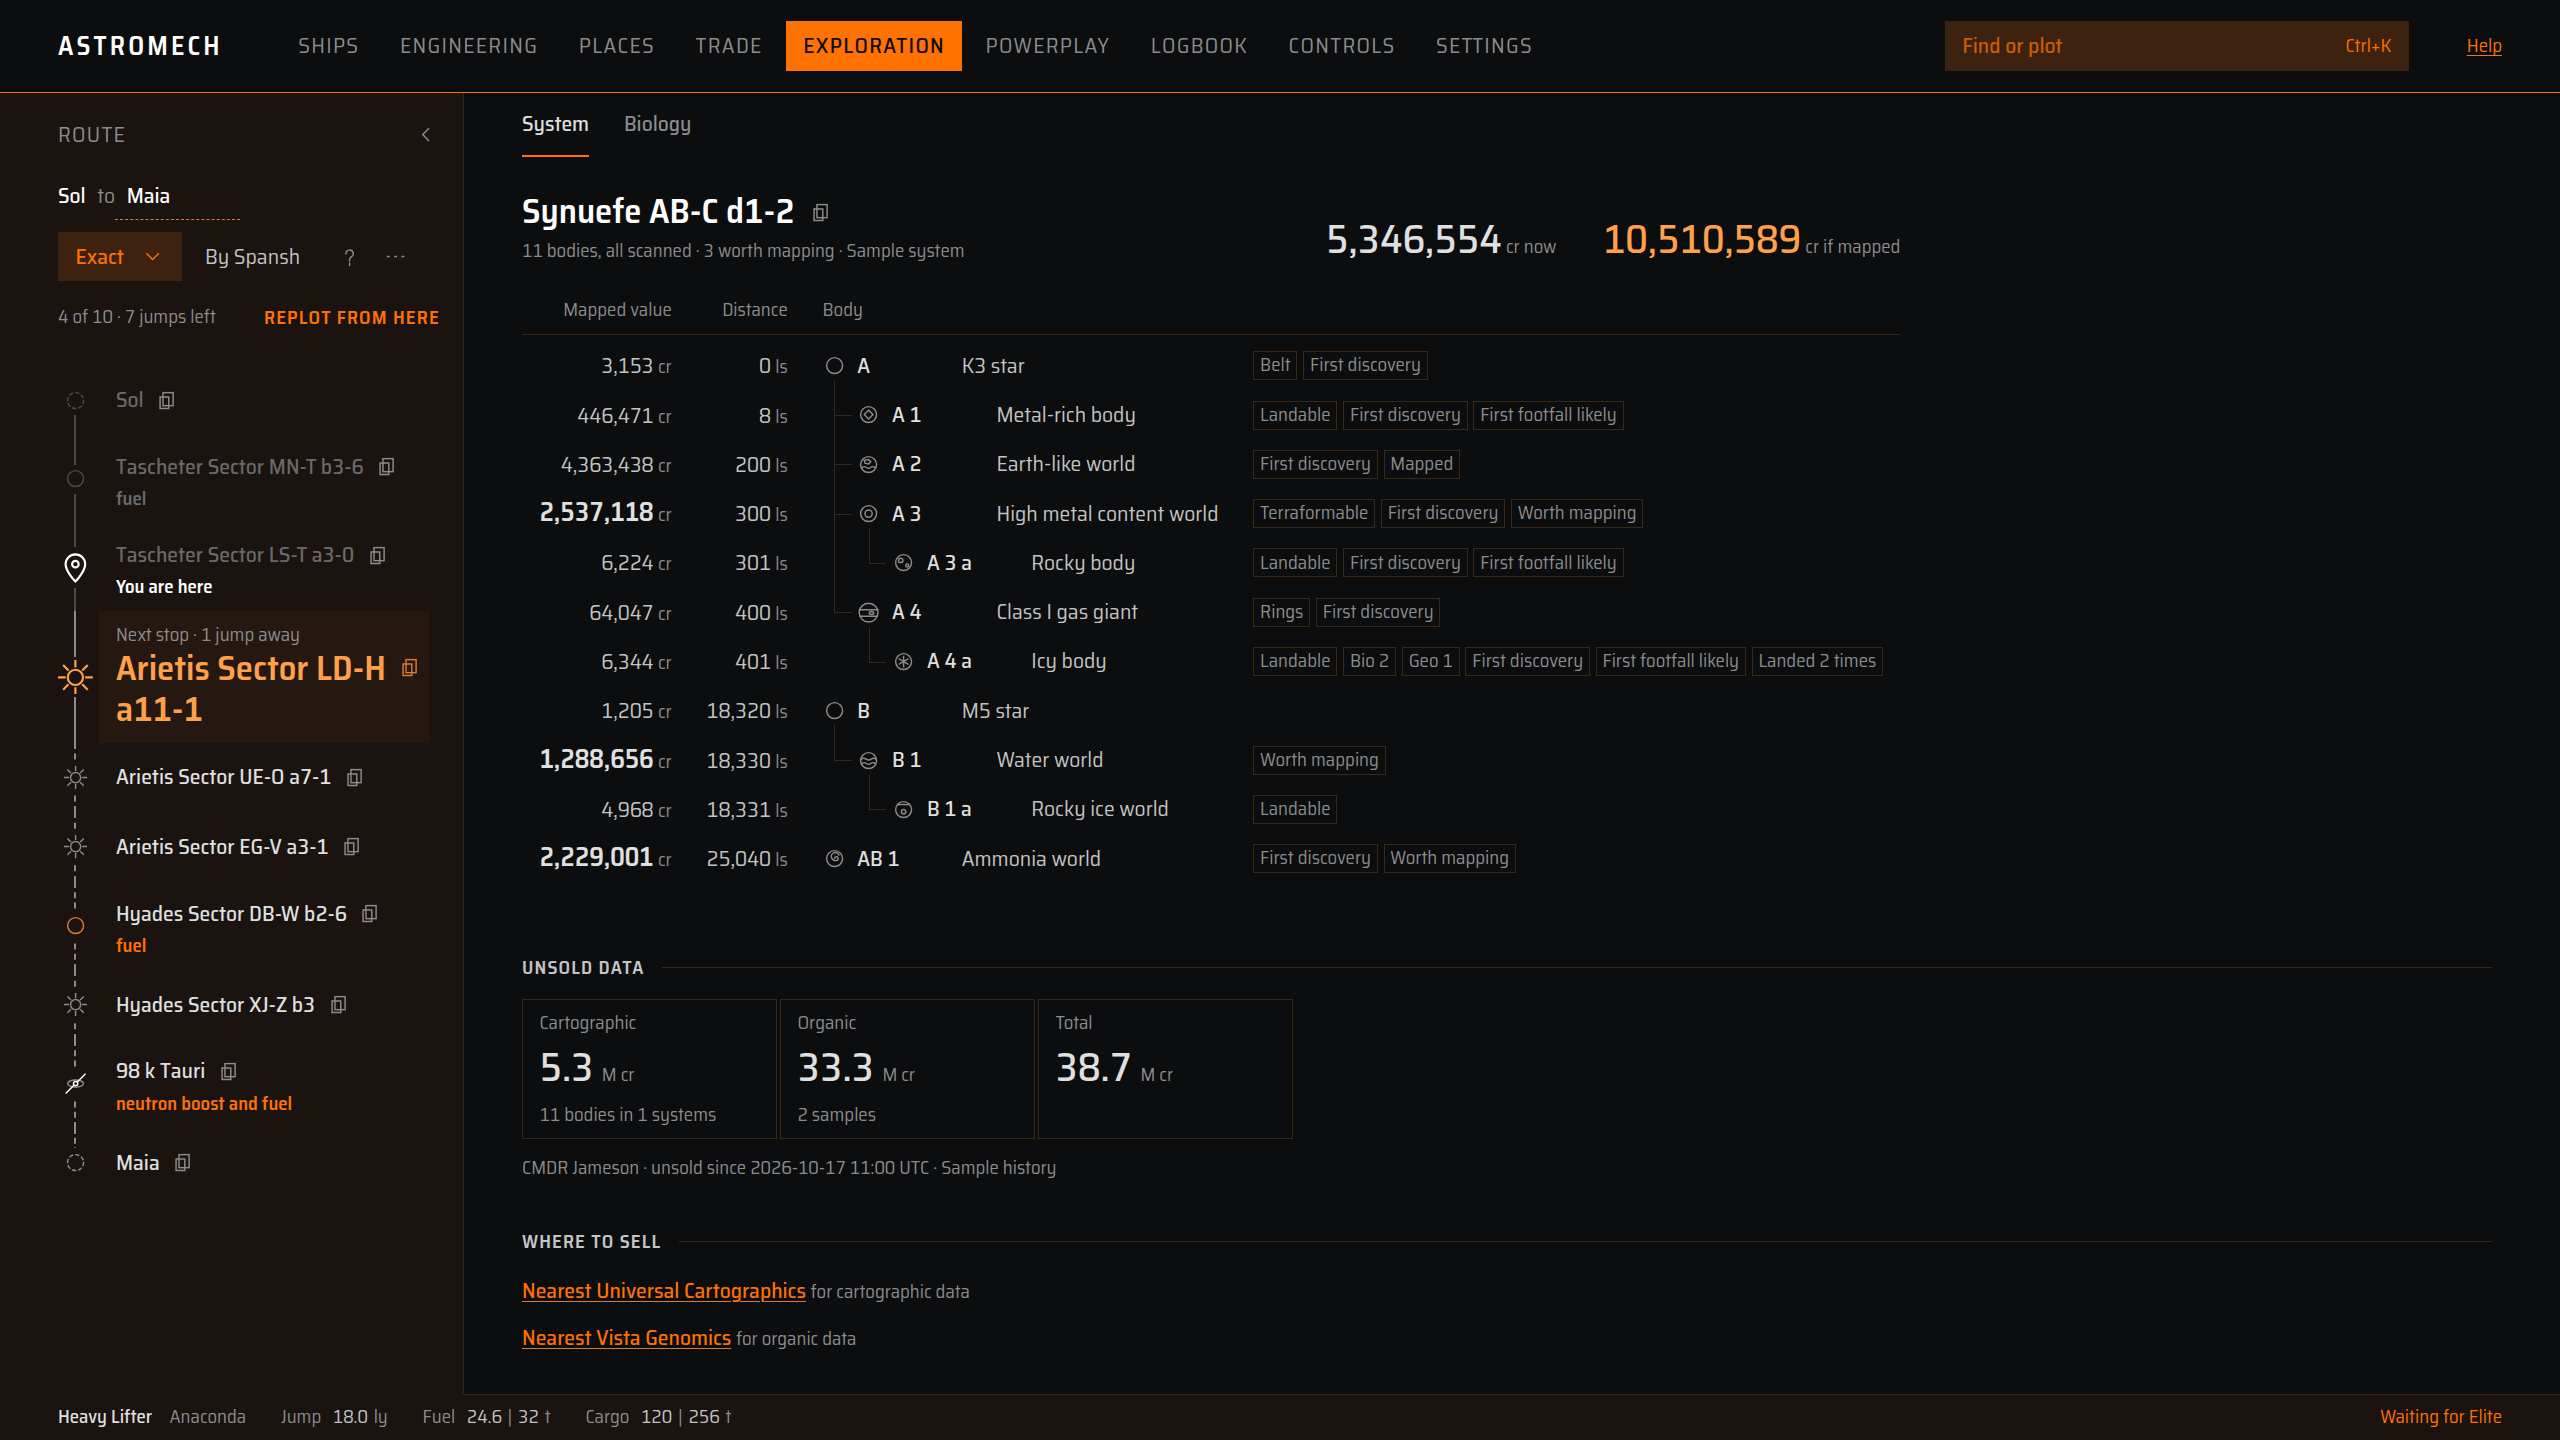 ASTROMECH SHIPS ENGINEERING PLACES TRADE EXPLORATION POWERPLAY LOGBOOK CONTROLS SETTINGS Find or plot Ctrl+K Help
ROUTE
Sol to Maia
Exact By Spansh ? ···
4 of 10 · 7 jumps left REPLOT FROM HERE
Sol
Tascheter Sector MN-T b3-6
fuel
Tascheter Sector LS-T a3-0
You are here
Next stop · 1 jump away
Arietis Sector LD-H
a11-1
Arietis Sector UE-O a7-1
Arietis Sector EG-V a3-1
Hyades Sector DB-W b2-6
fuel
Hyades Sector XJ-Z b3
98 k Tauri
neutron boost and fuel
Maia
System Biology
Synuefe AB-C d1-2
11 bodies, all scanned · 3 worth mapping · Sample system
5,346,554 cr now 10,510,589 cr if mapped
Mapped value Distance Body
3,153 cr 0 ls A K3 star Belt First discovery
446,471 cr 8 ls A 1 Metal-rich body Landable First discovery First footfall likely
4,363,438 cr 200 ls A 2 Earth-like world First discovery Mapped
2,537,118 cr 300 ls A 3 High metal content world Terraformable First discovery Worth mapping
6,224 cr 301 ls A 3 a Rocky body Landable First discovery First footfall likely
64,047 cr 400 ls A 4 Class I gas giant Rings First discovery
6,344 cr 401 ls A 4 a Icy body Landable Bio 2 Geo 1 First discovery First footfall likely Landed 2 times
1,205 cr 18,320 ls B M5 star
1,288,656 cr 18,330 ls B 1 Water world Worth mapping
4,968 cr 18,331 ls B 1 a Rocky ice world Landable
2,229,001 cr 25,040 ls AB 1 Ammonia world First discovery Worth mapping
UNSOLD DATA
Cartographic Organic Total
5.3 M cr 33.3 M cr 38.7 M cr
11 bodies in 1 systems 2 samples
CMDR Jameson · unsold since 2026-10-17 11:00 UTC · Sample history
WHERE TO SELL
Nearest Universal Cartographics for cartographic data
Nearest Vista Genomics for organic data
Heavy Lifter Anaconda Jump 18.0 ly Fuel 24.6 | 32 t Cargo 120 | 256 t Waiting for Elite